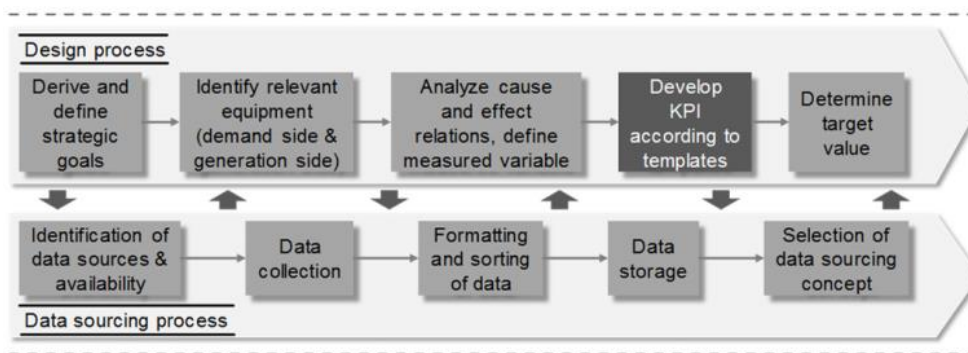 Design process
Derive and
define
strategic
goals
Identify relevant
equipment
(demand side &
generation side)
Analyze cause
and effect
relations, define
measured variable
Develop
KPI
according to
templates
Determine
target
value
Identification of
data sources &
availability
Data
collection
Formatting
and sorting
of data
Data
storage
Selection of
data sourcing
concept
Data sourcing process